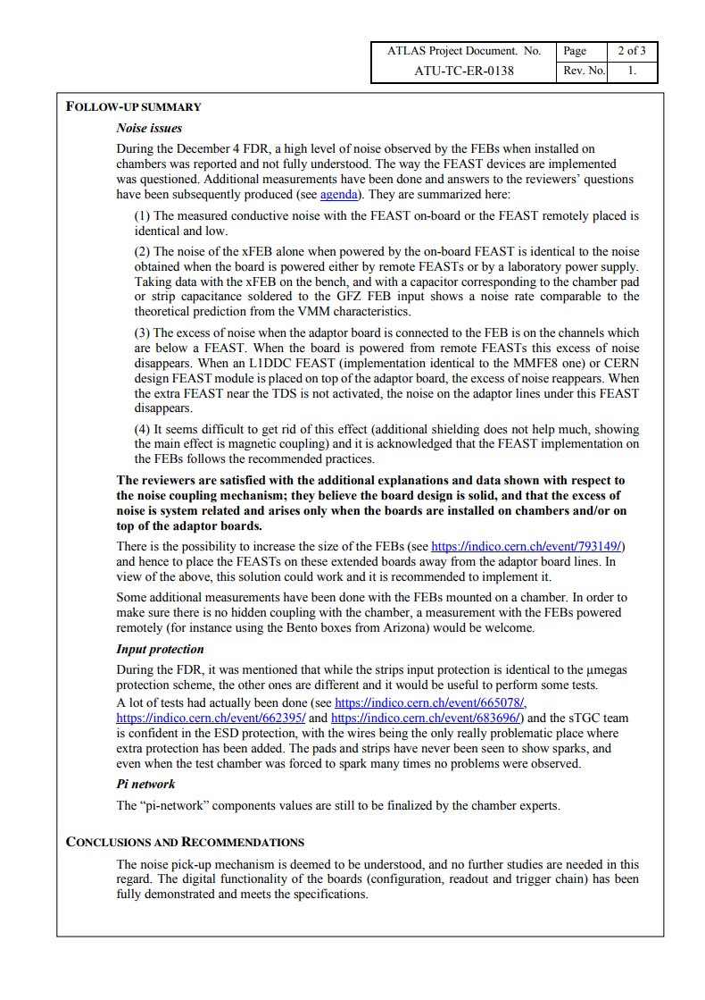 ATLAS Project Document. No.
Page
2 of 3
ATU-TC-ER-0138
Rev. No.
1.
FOLLOW-UP SUMMARY
Noise issues
During the December 4 FDR, a high level of noise observed by the FEBs when installed on
chambers was reported and not fully understood. The way the FEAST devices are implemented
was questioned. Additional measurements have been done and answers to the reviewers’ questions
have been subsequently produced (see agenda). They are summarized here:
(1) The measured conductive noise with the FEAST on-board or the FEAST remotely placed is
identical and low.
(2) The noise of the xFEB alone when powered by the on-board FEAST is identical to the noise
obtained when the board is powered either by remote FEASTs or by a laboratory power supply.
Taking data with the xFEB on the bench, and with a capacitor corresponding to the chamber pad
or strip capacitance soldered to the GFZ FEB input shows a noise rate comparable to the
theoretical prediction from the VMM characteristics.
(3) The excess of noise when the adaptor board is connected to the FEB is on the channels which
are below a FEAST. When the board is powered from remote FEASTs this excess of noise
disappears. When an L1DDC FEAST (implementation identical to the MMFE8 one) or CERN
design FEAST module is placed on top of the adaptor board, the excess of noise reappears. When
the extra FEAST near the TDS is not activated, the noise on the adaptor lines under this FEAST
disappears.
(4) It seems difficult to get rid of this effect (additional shielding does not help much, showing
the main effect is magnetic coupling) and it is acknowledged that the FEAST implementation on
the FEBs follows the recommended practices.
The reviewers are satisfied with the additional explanations and data shown with respect to
the noise coupling mechanism; they believe the board design is solid, and that the excess of
noise is system related and arises only when the boards are installed on chambers and/or on
top of the adaptor boards.
There is the possibility to increase the size of the FEBs (see https://indico.cern.ch/event/793149/)
and hence to place the FEASTs on these extended boards away from the adaptor board lines. In
view of the above, this solution could work and it is recommended to implement it.
Some additional measurements have been done with the FEBs mounted on a chamber. In order to
make sure there is no hidden coupling with the chamber, a measurement with the FEBs powered
remotely (for instance using the Bento boxes from Arizona) would be welcome.
Input protection
During the FDR, it was mentioned that while the strips input protection is identical to the µmegas
protection scheme, the other ones are different and it would be useful to perform some tests.
A lot of tests had actually been done (see https://indico.cern.ch/event/665078/,
https://indico.cern.ch/event/662395/ and https://indico.cern.ch/event/683696/) and the sTGC team
is confident in the ESD protection, with the wires being the only really problematic place where
extra protection has been added. The pads and strips have never been seen to show sparks, and
even when the test chamber was forced to spark many times no problems were observed.
Pi network
The “pi-network” components values are still to be finalized by the chamber experts.
CONCLUSIONS AND RECOMMENDATIONS
The noise pick-up mechanism is deemed to be understood, and no further studies are needed in this
regard. The digital functionality of the boards (configuration, readout and trigger chain) has been
fully demonstrated and meets the specifications.